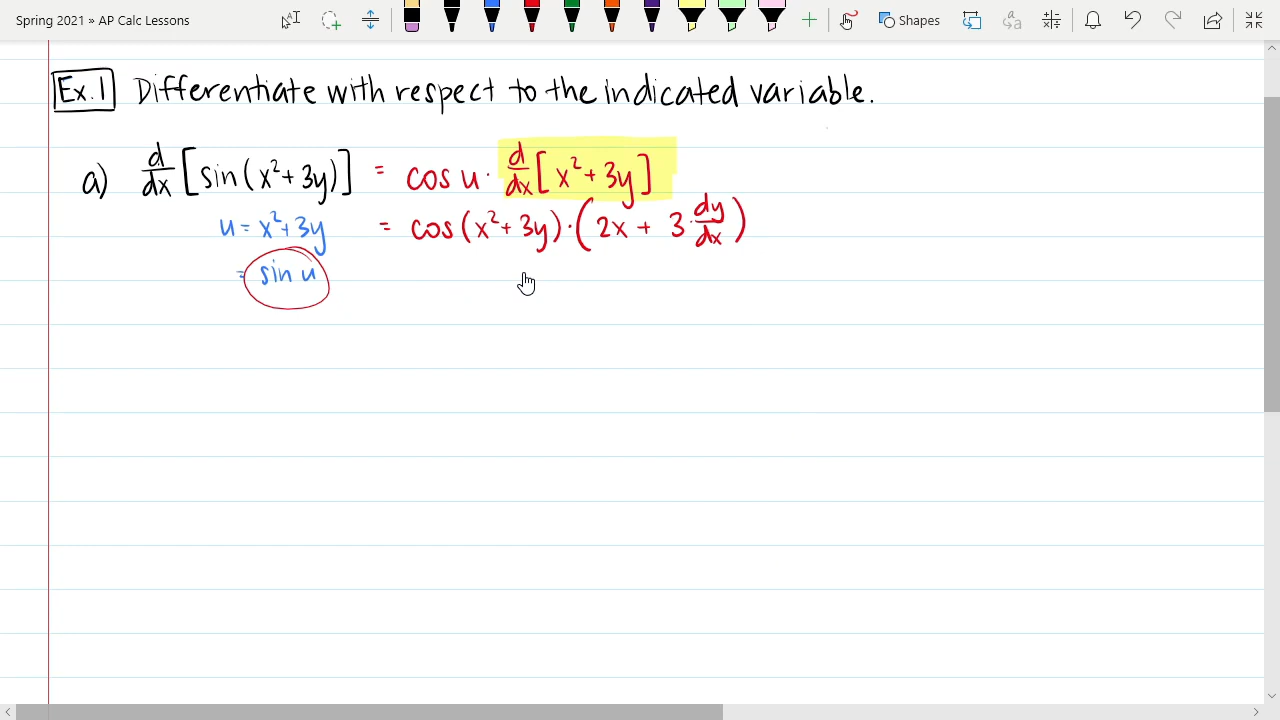 Spring 2021 » AP Calc Lessons Shapes
Ex. 1 Differentiate with respect to the indicated variable.
a) d/dx [sin(x²+3y)] = cos u · d/dx [x²+3y]
u = x²+3y = cos(x²+3y)·(2x + 3·dy/dx)
= sin u